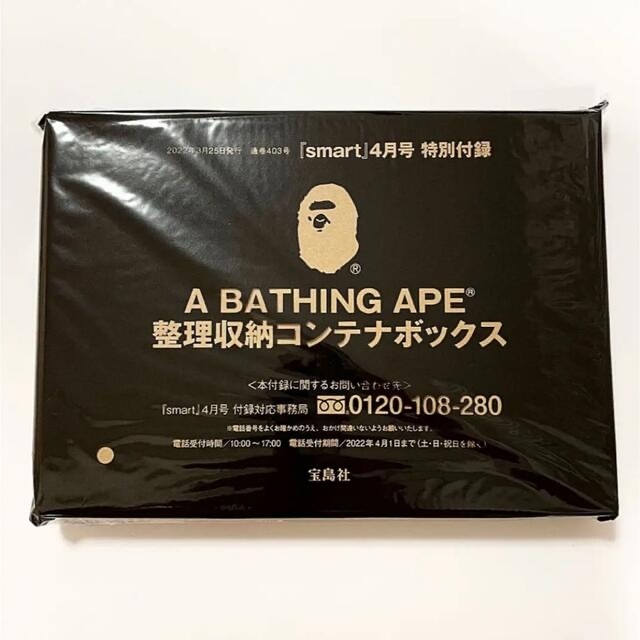 2022年3月25日発行 通巻403号 『smart』4月号 特別付録
®
A BATHING APE®
整理収納コンテナボックス
＜本付録に関するお問い合わせ先＞
『smart』4月号 付録対応事務局 0120-108-280
※電話番号をよくお確かめのうえ、おかけ間違いないようお願いいたします。
電話受付時間／10:00〜17:00 電話受付期間／2022年4月1日まで（土・日・祝日を除く）
宝島社